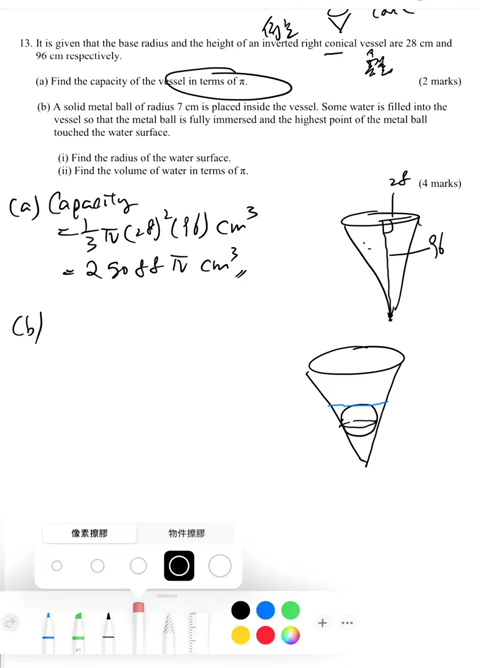 倒立
cone
13. It is given that the base radius and the height of an inverted right conical vessel are 28 cm and
96 cm respectively.
(a) Find the capacity of the vessel in terms of π. (2 marks)
(b) A solid metal ball of radius 7 cm is placed inside the vessel. Some water is filled into the
vessel so that the metal ball is fully immersed and the highest point of the metal ball
touched the water surface.
(i) Find the radius of the water surface.
(ii) Find the volume of water in terms of π.
(4 marks)
28
(a) Capacity
= 1/3 π (28)² (96) cm³
= 25088 π cm³
96
(b)
像素擦膠 物件擦膠